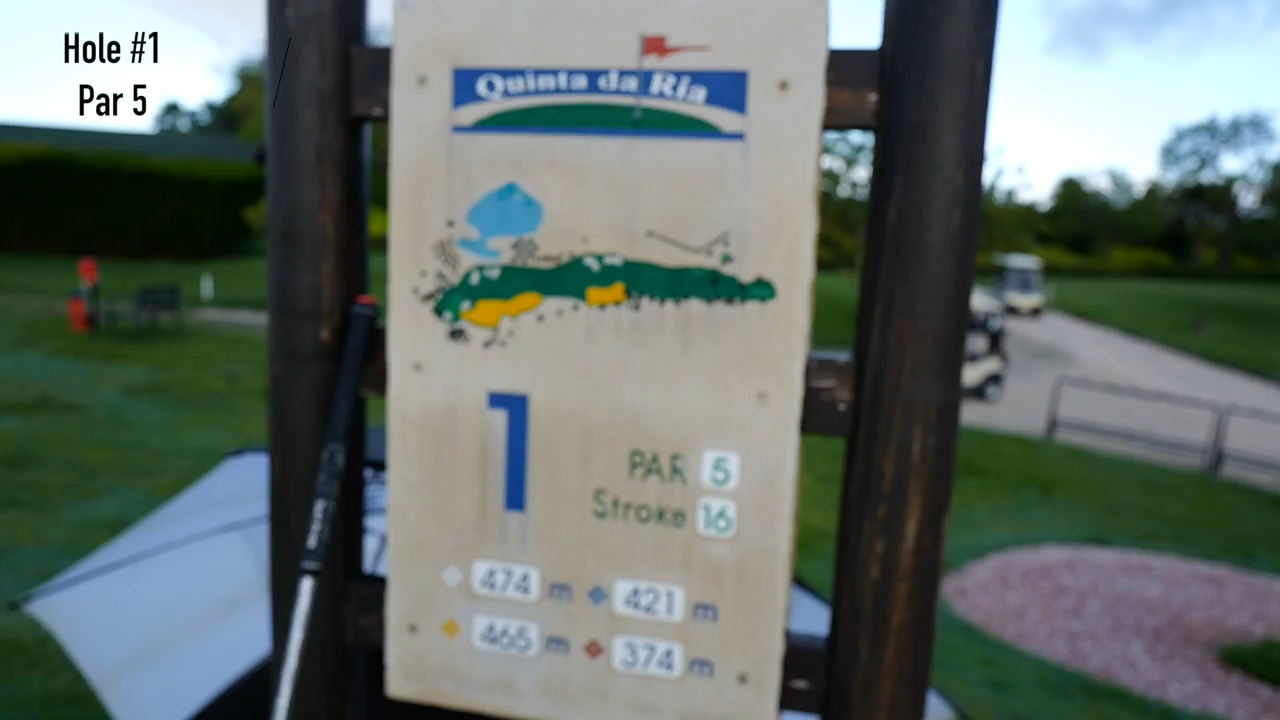 Hole #1
Par 5
Quinta da Ria
1
PAR 5
Stroke 16
474 m 421 m
465 m 374 m